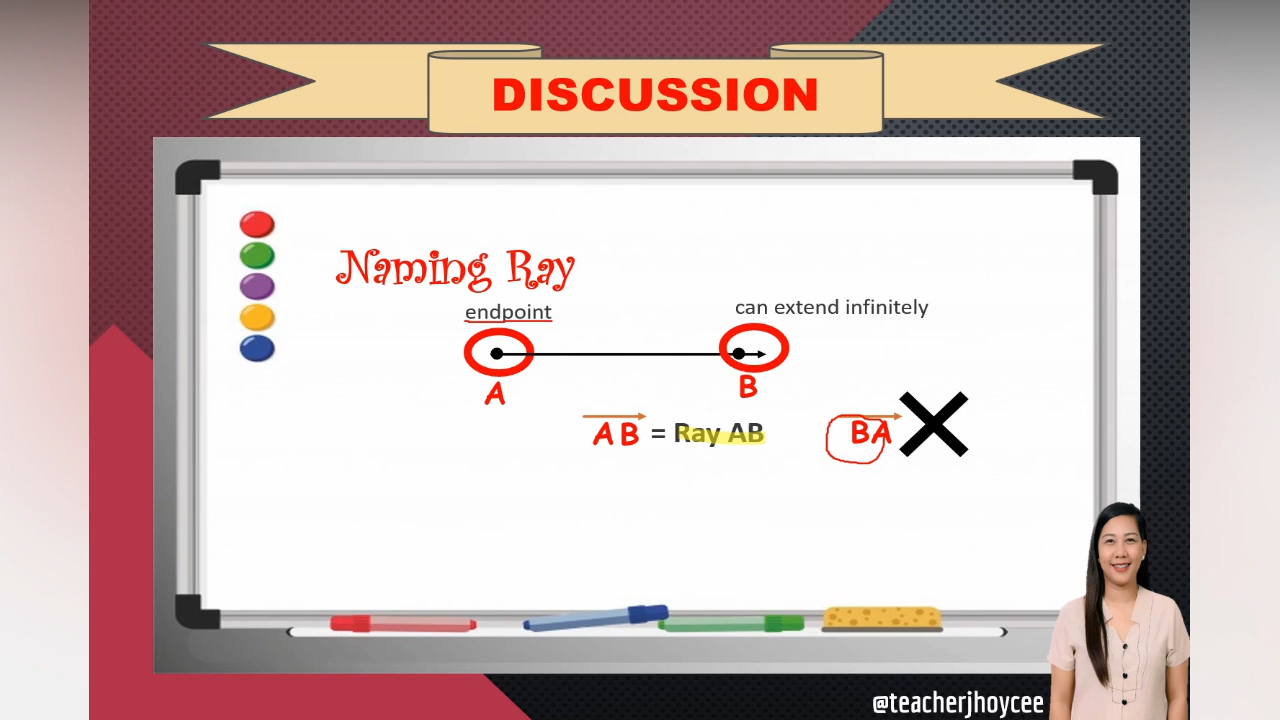 DISCUSSION
Naming Ray
endpoint
can extend infinitely
A
B
AB = Ray AB
BA
@teacherjhoycee